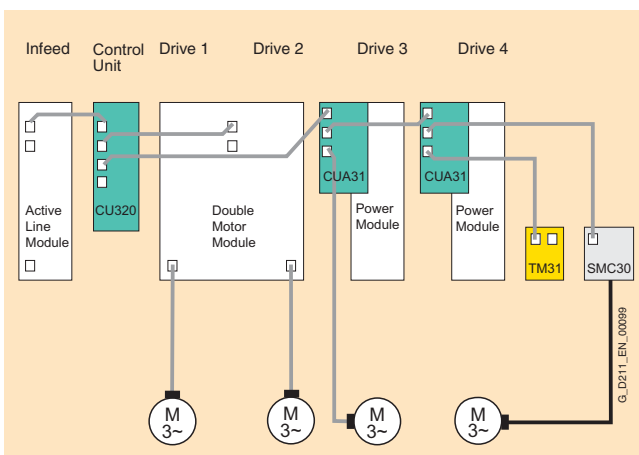 Infeed
Control
Unit
Drive 1
Drive 2
Drive 3
Drive 4
Active
Line
Module
CU320
Double
Motor
Module
CUA31
Power
Module
CUA31
Power
Module
TM31
SMC30
G_D211_EN_00099
M
3~
M
3~
M
3~
M
3~